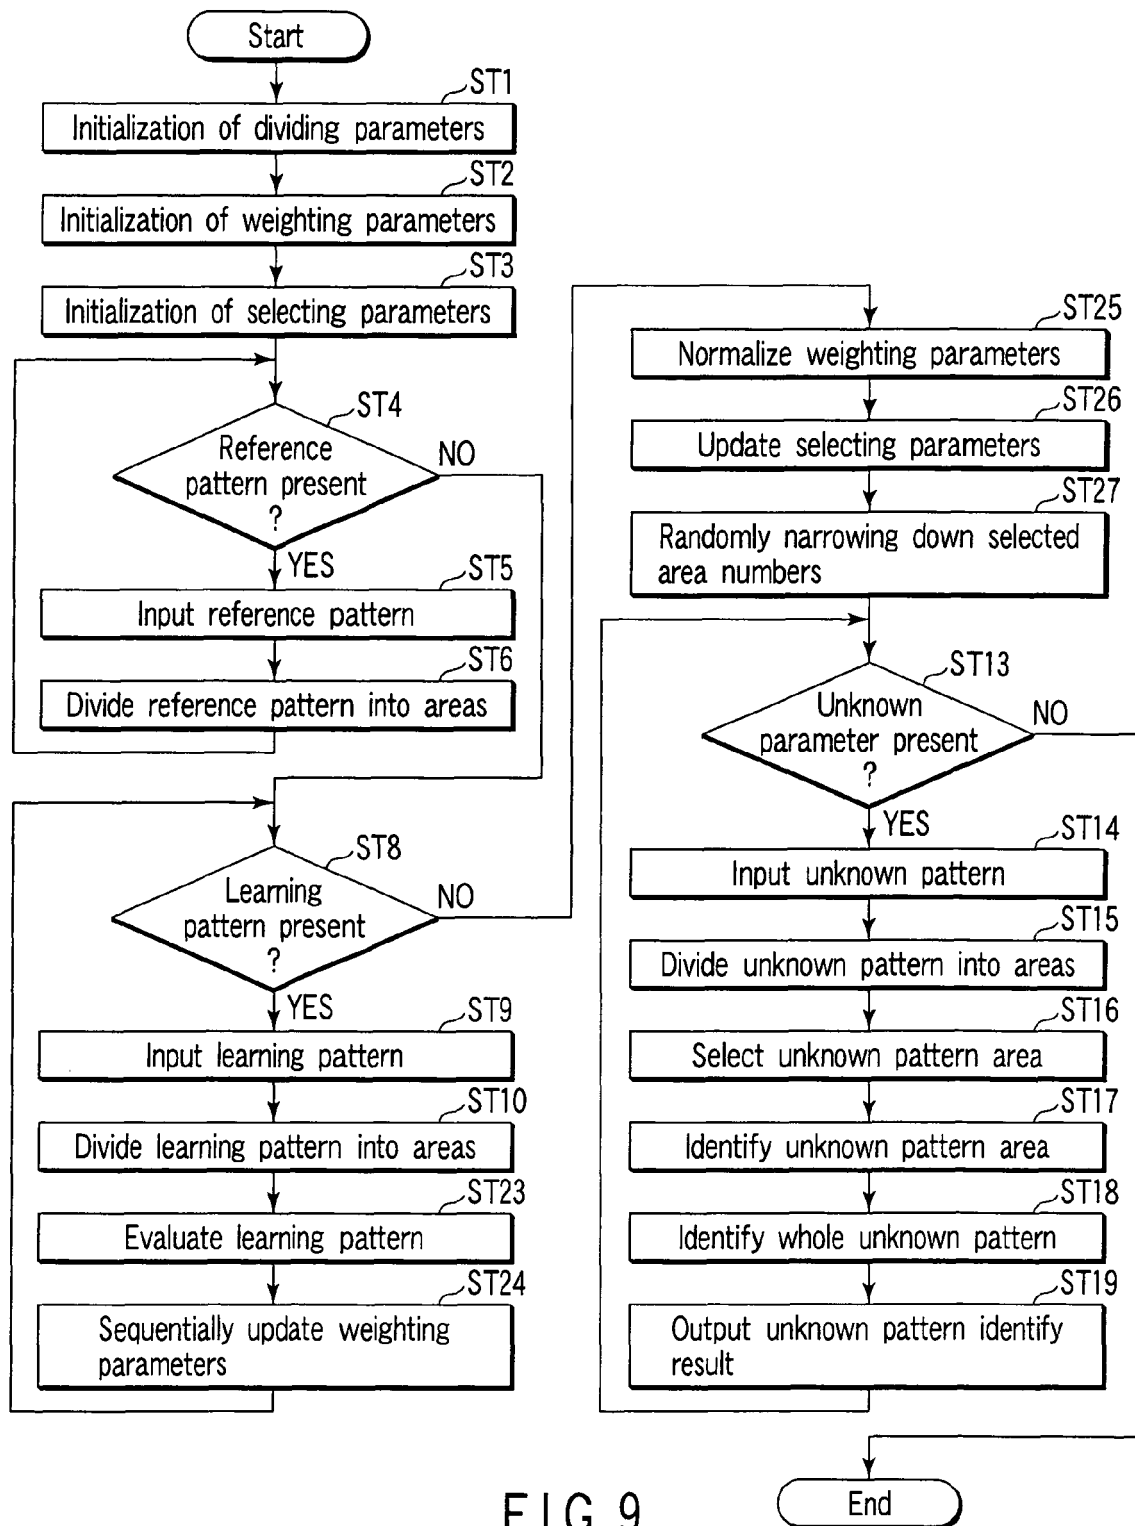 Start
ST1
Initialization of dividing parameters
ST2
Initialization of weighting parameters
ST3
Initialization of selecting parameters
ST4
Reference
pattern present
?
NO
YES
ST5
Input reference pattern
ST6
Divide reference pattern into areas
ST8
Learning
pattern present
?
NO
YES
ST9
Input learning pattern
ST10
Divide learning pattern into areas
ST23
Evaluate learning pattern
ST24
Sequentially update weighting
parameters
ST25
Normalize weighting parameters
ST26
Update selecting parameters
ST27
Randomly narrowing down selected
area numbers
ST13
Unknown
parameter present
?
NO
YES
ST14
Input unknown pattern
ST15
Divide unknown pattern into areas
ST16
Select unknown pattern area
ST17
Identify unknown pattern area
ST18
Identify whole unknown pattern
ST19
Output unknown pattern identify
result
End
FIG. 9